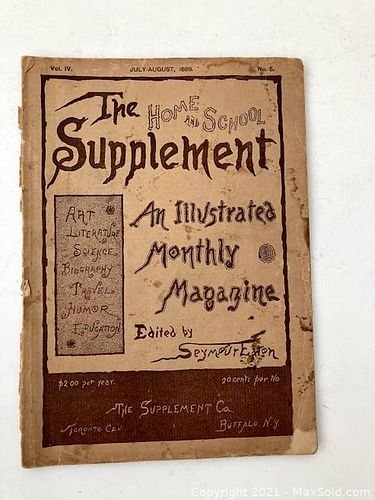 Vol. IV. JULY-AUGUST, 1886. No. 5.
The HOME AND SCHOOL
Supplement
ART
LITERATURE
SCIENCE
BIOGRAPHY
TRAVEL
HUMOR
EDUCATION
An Illustrated
Monthly
Magazine
Edited by
Seymour Eaton
$2.00 per year. 20 cents per No.
THE SUPPLEMENT Co.
TORONTO CAN BUFFALO. N.Y.
Copyright 2021 - MaxSold.com